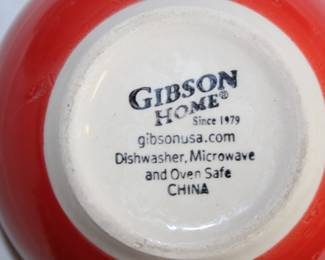 GIBSON
HOME®
Since 1979
gibsonusa.com
Dishwasher, Microwave
and Oven Safe
CHINA